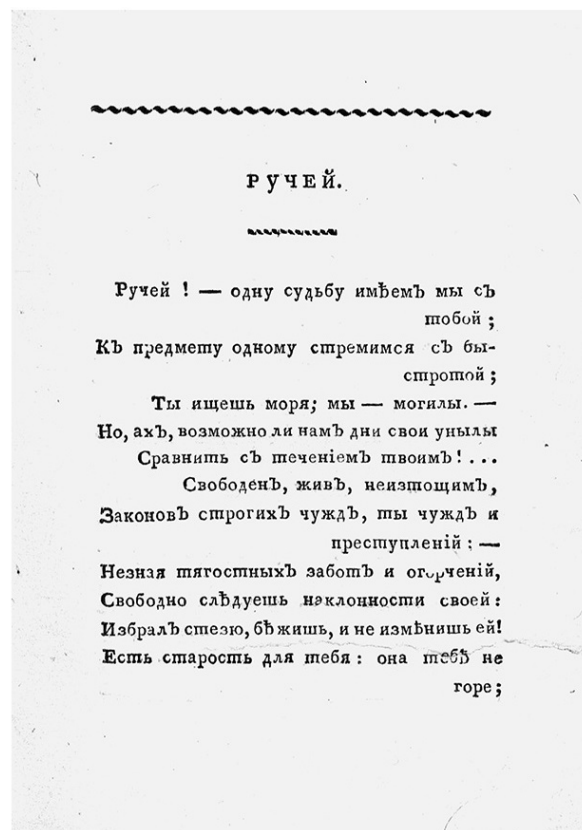 РУЧЕЙ.
Ручей ! — одну судьбу имѣемъ мы съ
тобой ;
Къ предмету одному стремимся съ бы-
стротой ;
Ты ищешь моря; мы — могилы. —
Но, ахъ, возможно ли намъ дни свои унылы
Сравнить съ теченіемъ твоимъ ! . . .
Свободенъ, живъ, неизтощимъ,
Законовъ строгихъ чуждъ, ты чуждъ и
преступленій : —
Незная тягостныхъ заботъ и огорченій,
Свободно слѣдуешь наклонности своей :
Избралъ стезю, бѣжишь, и не измѣнишь ей!
Есть старость для тебя : она тебѣ не
горе ;